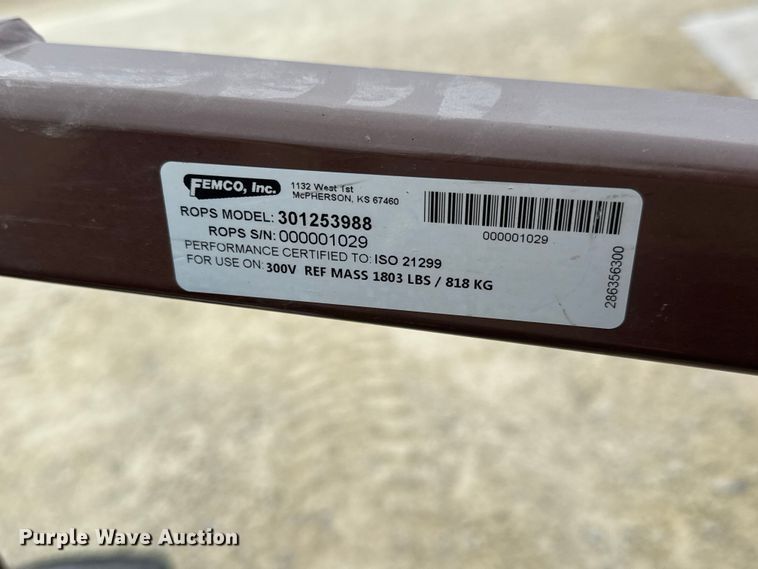 FEMCO, Inc.
1132 West 1st
McPHERSON, KS 67460
ROPS MODEL: 301253988
ROPS S/N: 000001029
PERFORMANCE CERTIFIED TO: ISO 21299
FOR USE ON: 300V REF MASS 1803 LBS / 818 KG
000001029
286356300
Purple Wave Auction